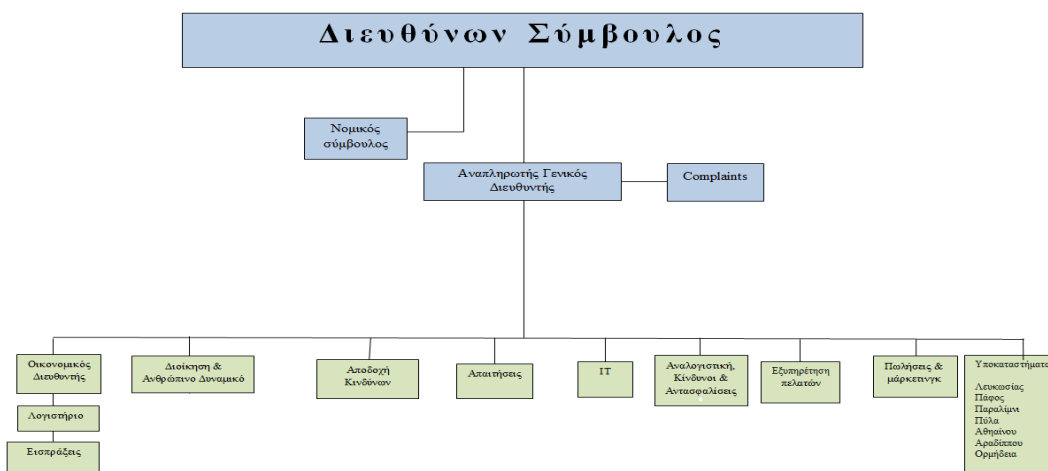 Διευθύνων Σύμβουλος
Νομικός
σύμβουλος
Αναπληρωτής Γενικός
Διευθυντής
Complaints
Οικονομικός
Διευθυντής
Διοίκηση &
Ανθρώπινο Δυναμικό
Αποδοχή
Κινδύνων
Απαιτήσεις
IT
Αναλογιστική,
Κίνδυνοι &
Αντασφαλίσεις
Εξυπηρέτηση
πελατών
Πωλήσεις &
μάρκετινγκ
Υποκαταστήματα
Λευκωσίας
Πάφος
Παραλίμνι
Πύλα
Αθηαίνου
Αραδίππου
Ορμήδεια
Λογιστήριο
Εισπράξεις